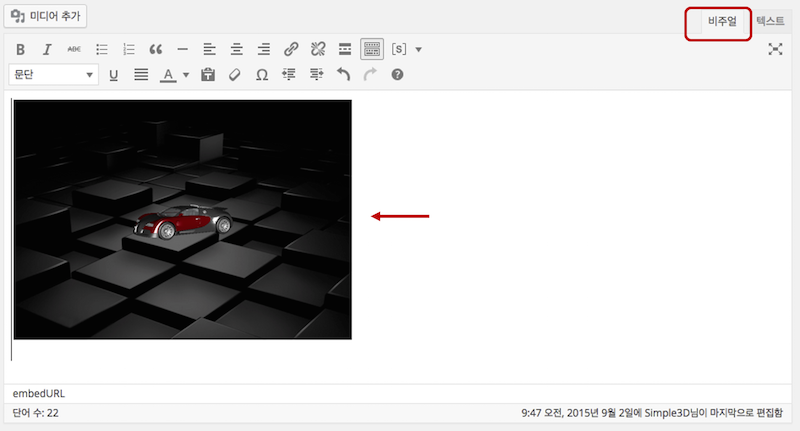 미디어 추가
비주얼
텍스트
B I ABC
[S]
문단
U A T Ω ?
embedURL
단어 수: 22
9:47 오전, 2015년 9월 2일에 Simple3D님이 마지막으로 편집함